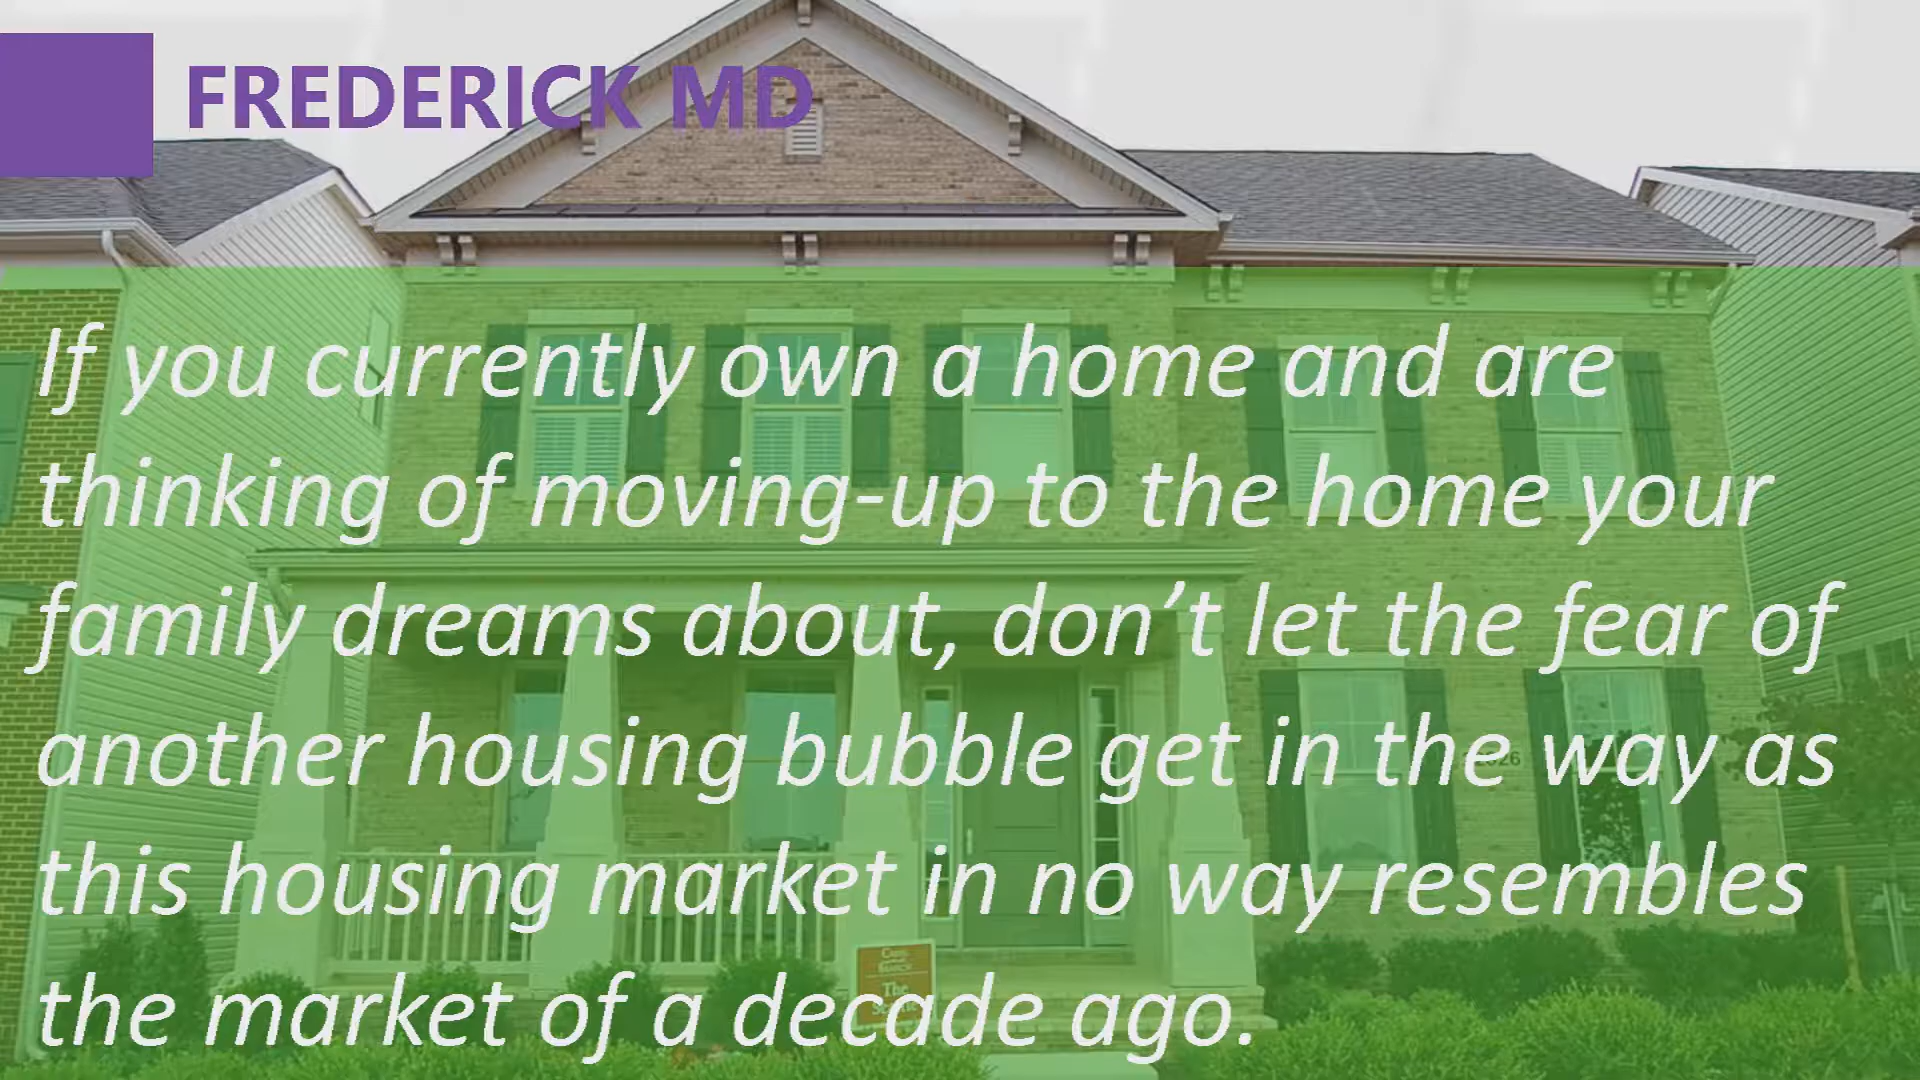 FREDERICK MD
If you currently own a home and are
thinking of moving-up to the home your
family dreams about, don’t let the fear of
another housing bubble get in the way as
this housing market in no way resembles
the market of a decade ago.
The